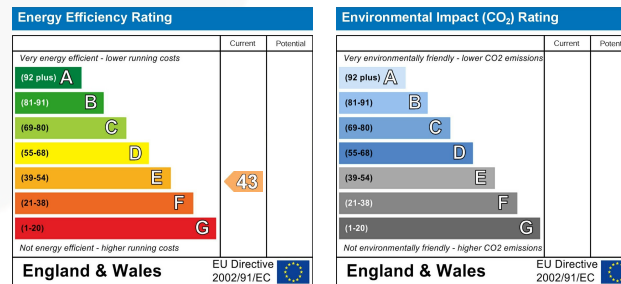 Energy Efficiency Rating
Current Potential
Very energy efficient - lower running costs
(92 plus) A
(81-91) B
(69-80) C
(55-68) D
(39-54) E
43
(21-38) F
(1-20) G
Not energy efficient - higher running costs
England & Wales
EU Directive
2002/91/EC
Environmental Impact (CO2) Rating
Current Potent
Very environmentally friendly - lower CO2 emissions
(92 plus) A
(81-91) B
(69-80) C
(55-68) D
(39-54) E
(21-38) F
(1-20) G
Not environmentally friendly - higher CO2 emissions
England & Wales
EU Directive
2002/91/EC